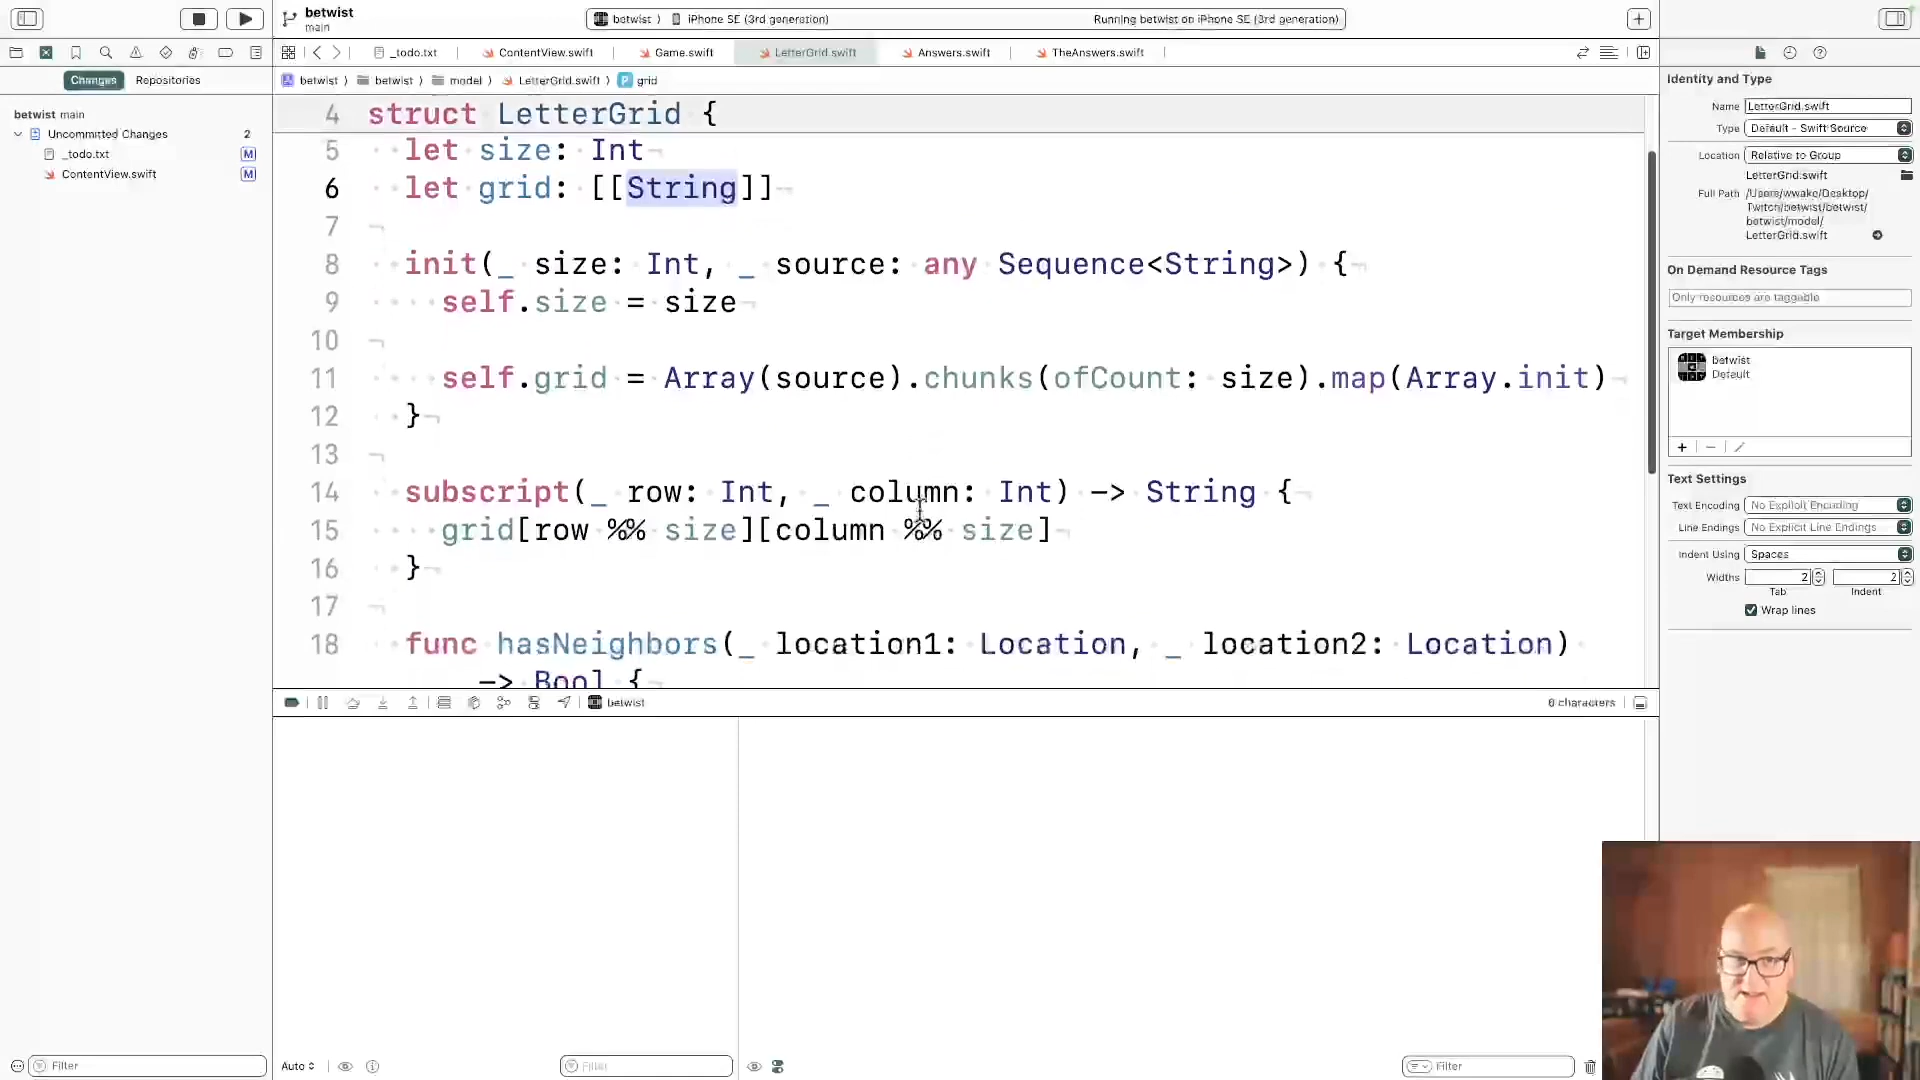 betwist
main
betwist ⟩ iPhone SE (3rd generation)
Running betwist on iPhone SE (3rd generation)
_todo.txt
ContentView.swift
Game.swift
LetterGrid.swift
Answers.swift
TheAnswers.swift
Changes
Repositories
betwist ⟩ betwist ⟩ model ⟩ LetterGrid.swift ⟩ P grid
betwist main
Uncommitted Changes 2
_todo.txt M
ContentView.swift M
4 struct LetterGrid {
5 let size: Int
6 let grid: [[String]]
7
8 init(_ size: Int, _ source: any Sequence<String>) {
9 self.size = size
10
11 self.grid = Array(source).chunks(ofCount: size).map(Array.init)
12 }
13
14 subscript(_ row: Int, _ column: Int) -> String {
15 grid[row %% size][column %% size]
16 }
17
18 func hasNeighbors(_ location1: Location, _ location2: Location)
-> Bool {
betwist
6 characters
Auto
Filter
Filter
Filter
Identity and Type
Name LetterGrid.swift
Type Default - Swift Source
Location Relative to Group
LetterGrid.swift
Full Path /Users/wwake/Desktop/
Twitch/betwist/betwist/
betwist/model/
LetterGrid.swift
On Demand Resource Tags
Only resources are taggable
Target Membership
betwist
Default
Text Settings
Text Encoding No Explicit Encoding
Line Endings No Explicit Line Endings
Indent Using Spaces
Widths 2 2
Tab Indent
Wrap lines